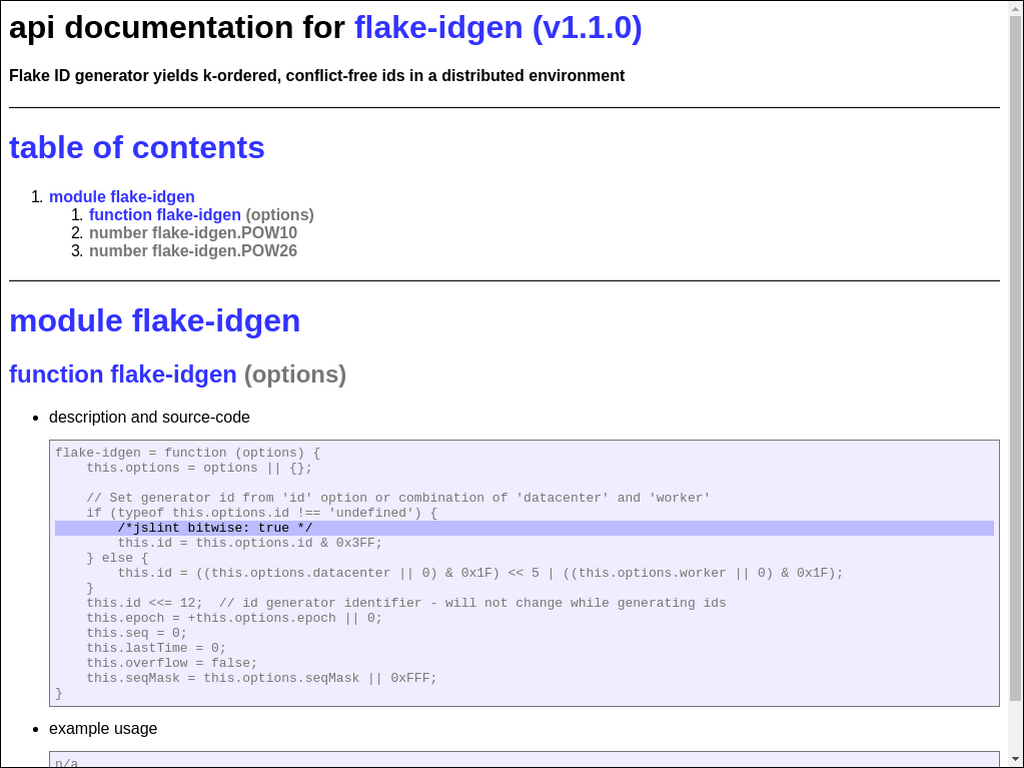 api documentation for flake-idgen (v1.1.0)
Flake ID generator yields k-ordered, conflict-free ids in a distributed environment
table of contents
1. module flake-idgen
1. function flake-idgen (options)
2. number flake-idgen.POW10
3. number flake-idgen.POW26
module flake-idgen
function flake-idgen (options)
• description and source-code
flake-idgen = function (options) {
    this.options = options || {};
    // Set generator id from 'id' option or combination of 'datacenter' and 'worker'
    if (typeof this.options.id !== 'undefined') {
        /*jslint bitwise: true */
        this.id = this.options.id & 0x3FF;
    } else {
        this.id = ((this.options.datacenter || 0) & 0x1F) << 5 | ((this.options.worker || 0) & 0x1F);
    }
    this.id <<= 12;  // id generator identifier - will not change while generating ids
    this.epoch = +this.options.epoch || 0;
    this.seq = 0;
    this.lastTime = 0;
    this.overflow = false;
    this.seqMask = this.options.seqMask || 0xFFF;
}
• example usage
n/a